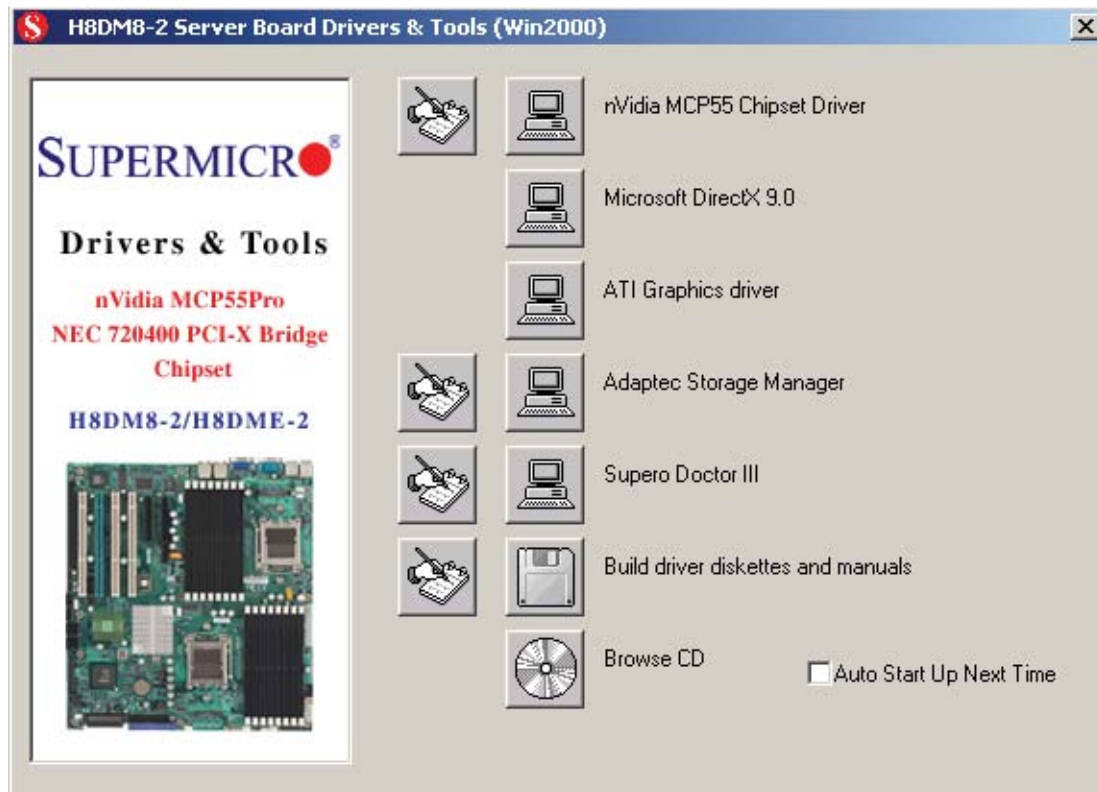 H8DM8-2 Server Board Drivers & Tools (Win2000)
SUPERMICRO®
Drivers & Tools
nVidia MCP55Pro
NEC 720400 PCI-X Bridge
Chipset
H8DM8-2/H8DME-2
nVidia MCP55 Chipset Driver
Microsoft DirectX 9.0
ATI Graphics driver
Adaptec Storage Manager
Supero Doctor III
Build driver diskettes and manuals
Browse CD
Auto Start Up Next Time